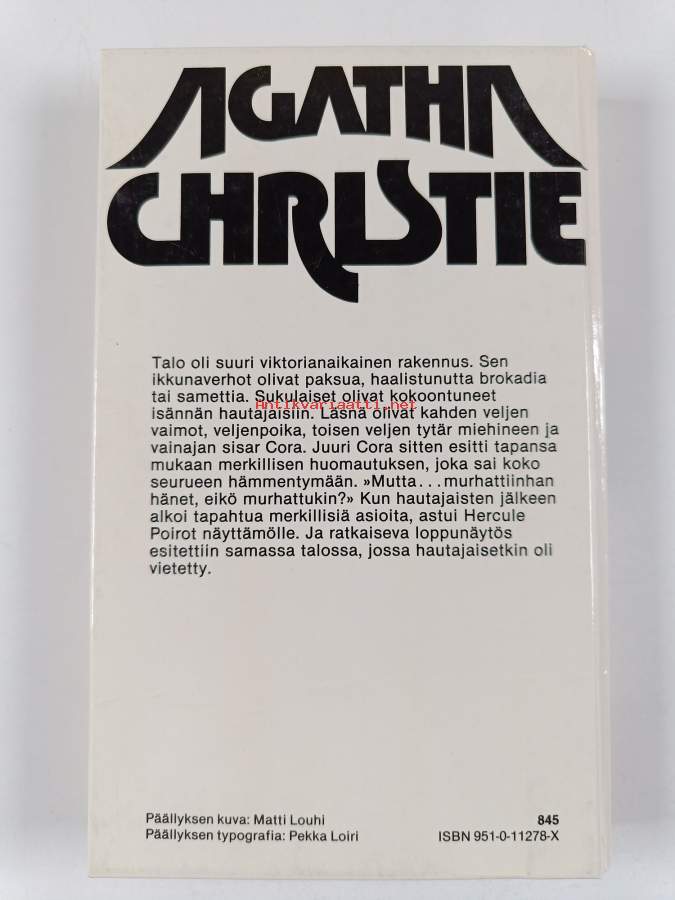 AGATHA
CHRISTIE
Talo oli suuri viktorianaikainen rakennus. Sen
ikkunaverhot olivat paksua, haalistunutta brokadia
tai samettia. Sukulaiset olivat kokoontuneet
Antikvariaatti.net
isännän hautajaisiin. Läsnä olivat kahden veljen
vaimot, veljenpoika, toisen veljen tytär miehineen ja
vainajan sisar Cora. Juuri Cora sitten esitti tapansa
mukaan merkillisen huomautuksen, joka sai koko
seurueen hämmentymään. »Mutta...murhattiinhan
hänet, eikö murhattukin?» Kun hautajaisten jälkeen
alkoi tapahtua merkillisiä asioita, astui Hercule
Poirot näyttämölle. Ja ratkaiseva loppunäytös
esitettiin samassa talossa, jossa hautajaisetkin oli
vietetty.
Päällyksen kuva: Matti Louhi
Päällyksen typografia: Pekka Loiri
845
ISBN 951-0-11278-X